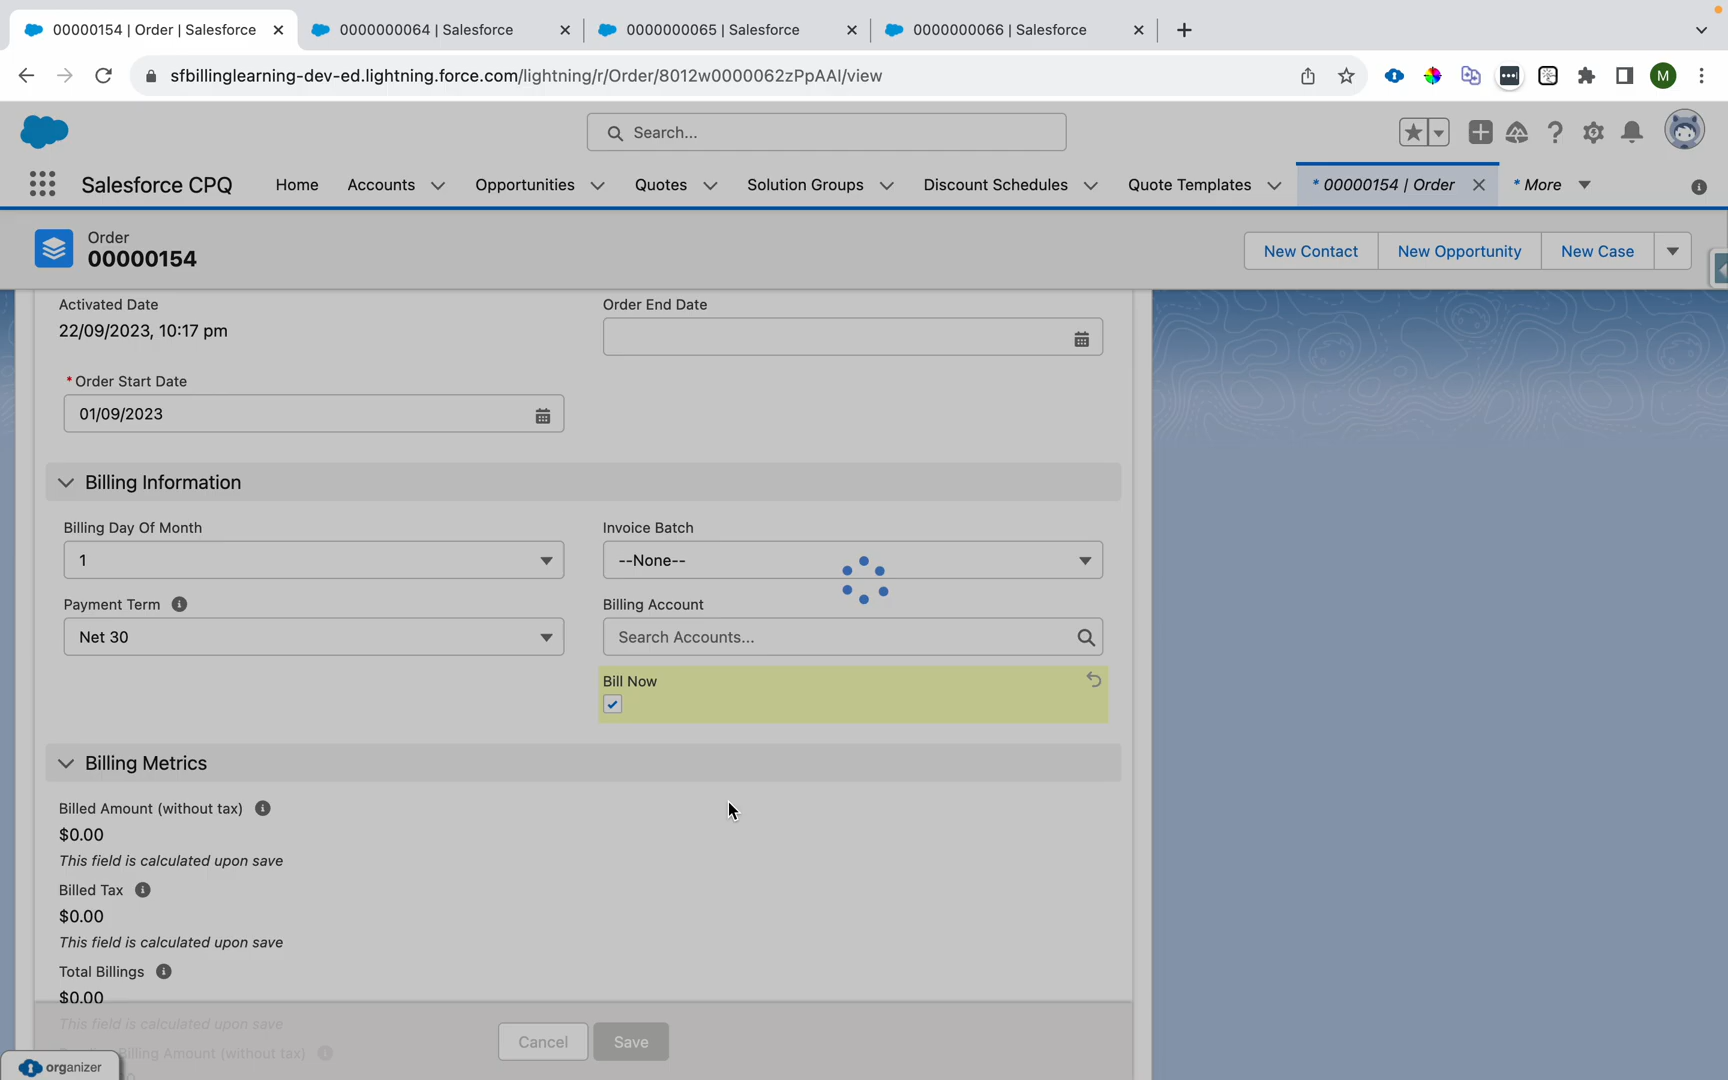 00000154 | Order | Salesforce
0000000064 | Salesforce
0000000065 | Salesforce
0000000066 | Salesforce
sfbillinglearning-dev-ed.lightning.force.com/lightning/r/Order/8012w0000062zPpAAI/view
M
Search...
Salesforce CPQ
Home
Accounts
Opportunities
Quotes
Solution Groups
Discount Schedules
Quote Templates
* 00000154 | Order
* More
Order
00000154
New Contact
New Opportunity
New Case
Activated Date
22/09/2023, 10:17 pm
Order End Date
* Order Start Date
01/09/2023
Billing Information
Billing Day Of Month
1
Invoice Batch
--None--
Payment Term
Net 30
Billing Account
Search Accounts...
Bill Now
Billing Metrics
Billed Amount (without tax)
$0.00
This field is calculated upon save
Billed Tax
$0.00
This field is calculated upon save
Total Billings
$0.00
This field is calculated upon save
Billing Amount (without tax)
Cancel
Save
organizer